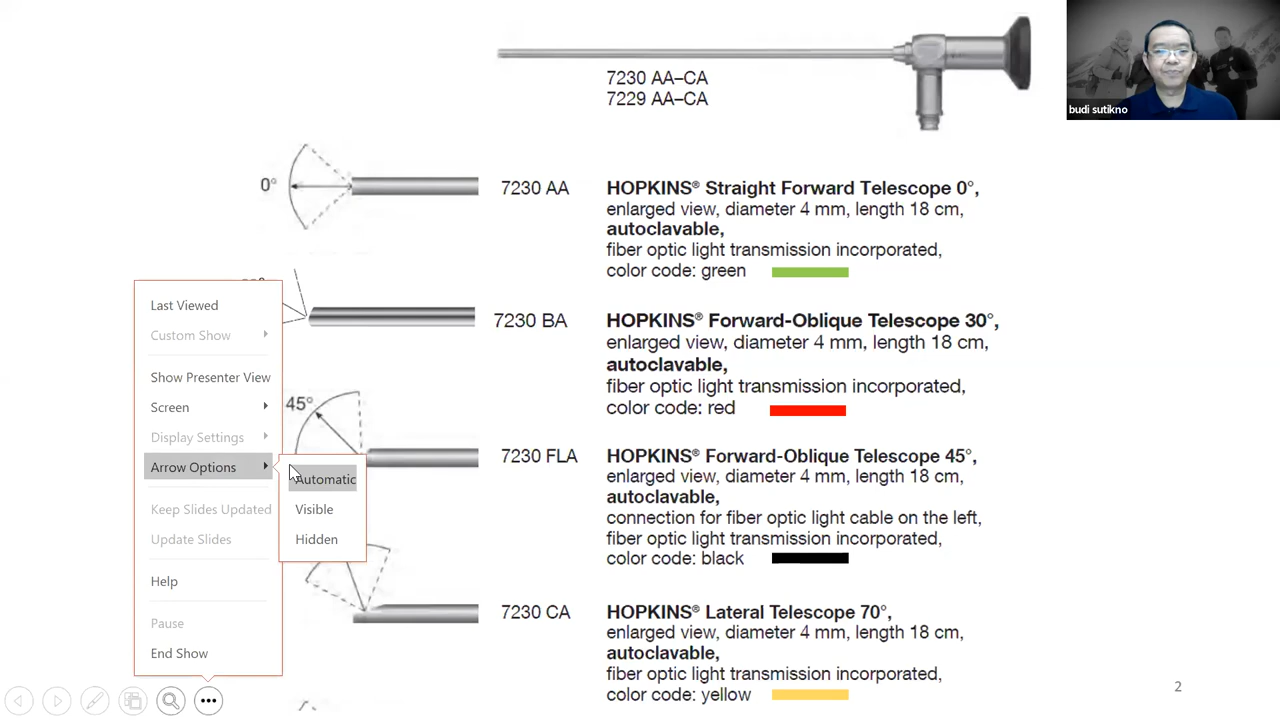 7230 AA–CA
7229 AA–CA
budi sutikno
0°
7230 AA
HOPKINS® Straight Forward Telescope 0°,
enlarged view, diameter 4 mm, length 18 cm,
autoclavable,
fiber optic light transmission incorporated,
color code: green
7230 BA
HOPKINS® Forward-Oblique Telescope 30°,
enlarged view, diameter 4 mm, length 18 cm,
autoclavable,
fiber optic light transmission incorporated,
color code: red
45°
7230 FLA
HOPKINS® Forward-Oblique Telescope 45°,
enlarged view, diameter 4 mm, length 18 cm,
autoclavable,
connection for fiber optic light cable on the left,
fiber optic light transmission incorporated,
color code: black
7230 CA
HOPKINS® Lateral Telescope 70°,
enlarged view, diameter 4 mm, length 18 cm,
autoclavable,
fiber optic light transmission incorporated,
color code: yellow
Last Viewed
Custom Show
Show Presenter View
Screen
Display Settings
Arrow Options
Keep Slides Updated
Update Slides
Help
Pause
End Show
Automatic
Visible
Hidden
2